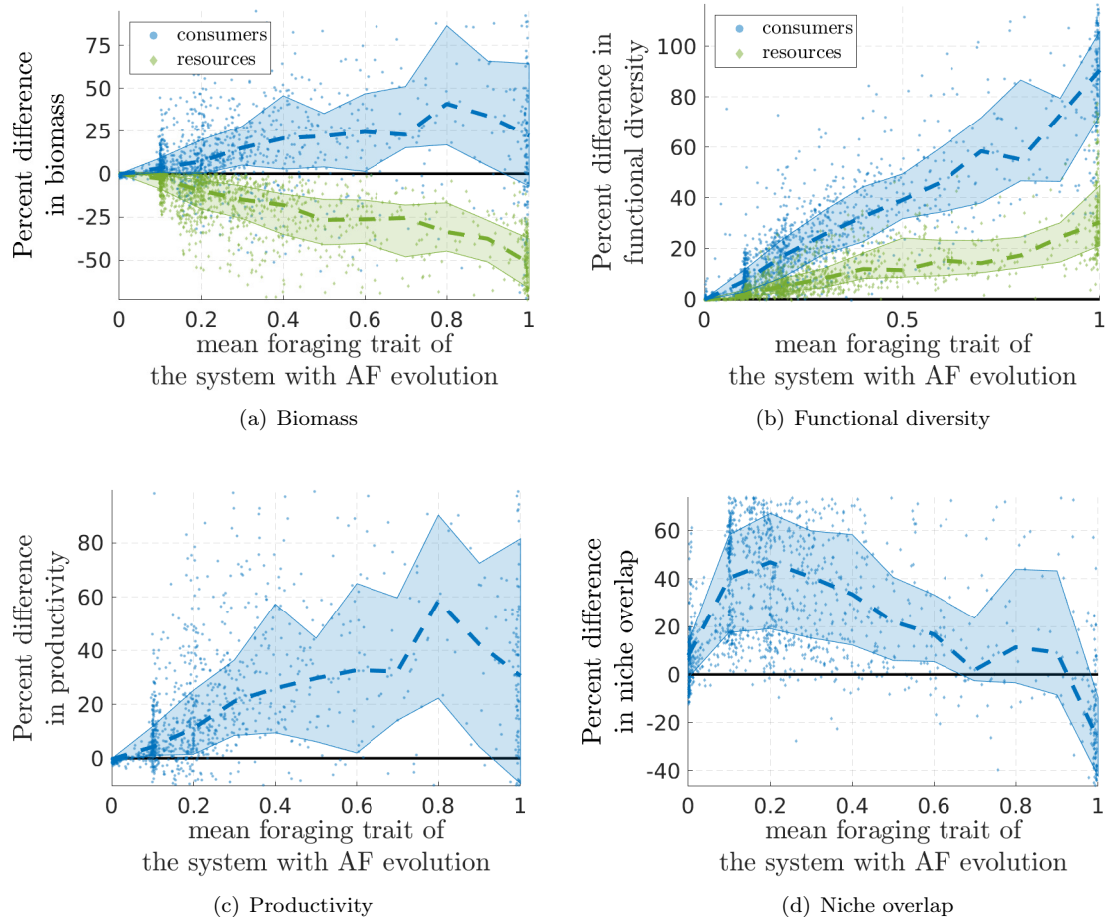 consumers
resources
75
50
25
0
-25
-50
Percent difference
in biomass
0
0.2
0.4
0.6
0.8
1
mean foraging trait of
the system with AF evolution
(a) Biomass
consumers
resources
100
80
60
40
20
0
Percent difference in
functional diversity
0
0.5
1
mean foraging trait of
the system with AF evolution
(b) Functional diversity
80
60
40
20
0
Percent difference
in productivity
0
0.2
0.4
0.6
0.8
1
mean foraging trait of
the system with AF evolution
(c) Productivity
60
40
20
0
-20
-40
Percent difference
in niche overlap
0
0.2
0.4
0.6
0.8
1
mean foraging trait of
the system with AF evolution
(d) Niche overlap